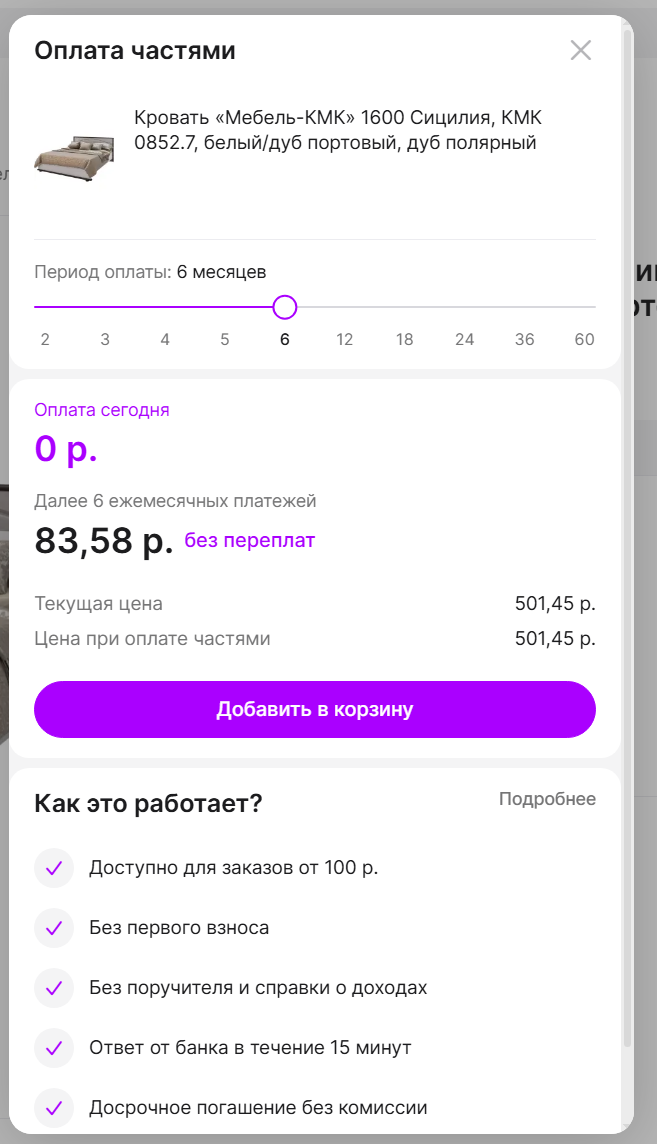 Оплата частями
Кровать «Мебель-КМК» 1600 Сицилия, КМК
0852.7, белый/дуб портовый, дуб полярный
Период оплаты: 6 месяцев
2 3 4 5 6 12 18 24 36 60
Оплата сегодня
0 р.
Далее 6 ежемесячных платежей
83,58 р. без переплат
Текущая цена 501,45 р.
Цена при оплате частями 501,45 р.
Добавить в корзину
Как это работает? Подробнее
Доступно для заказов от 100 р.
Без первого взноса
Без поручителя и справки о доходах
Ответ от банка в течение 15 минут
Досрочное погашение без комиссии